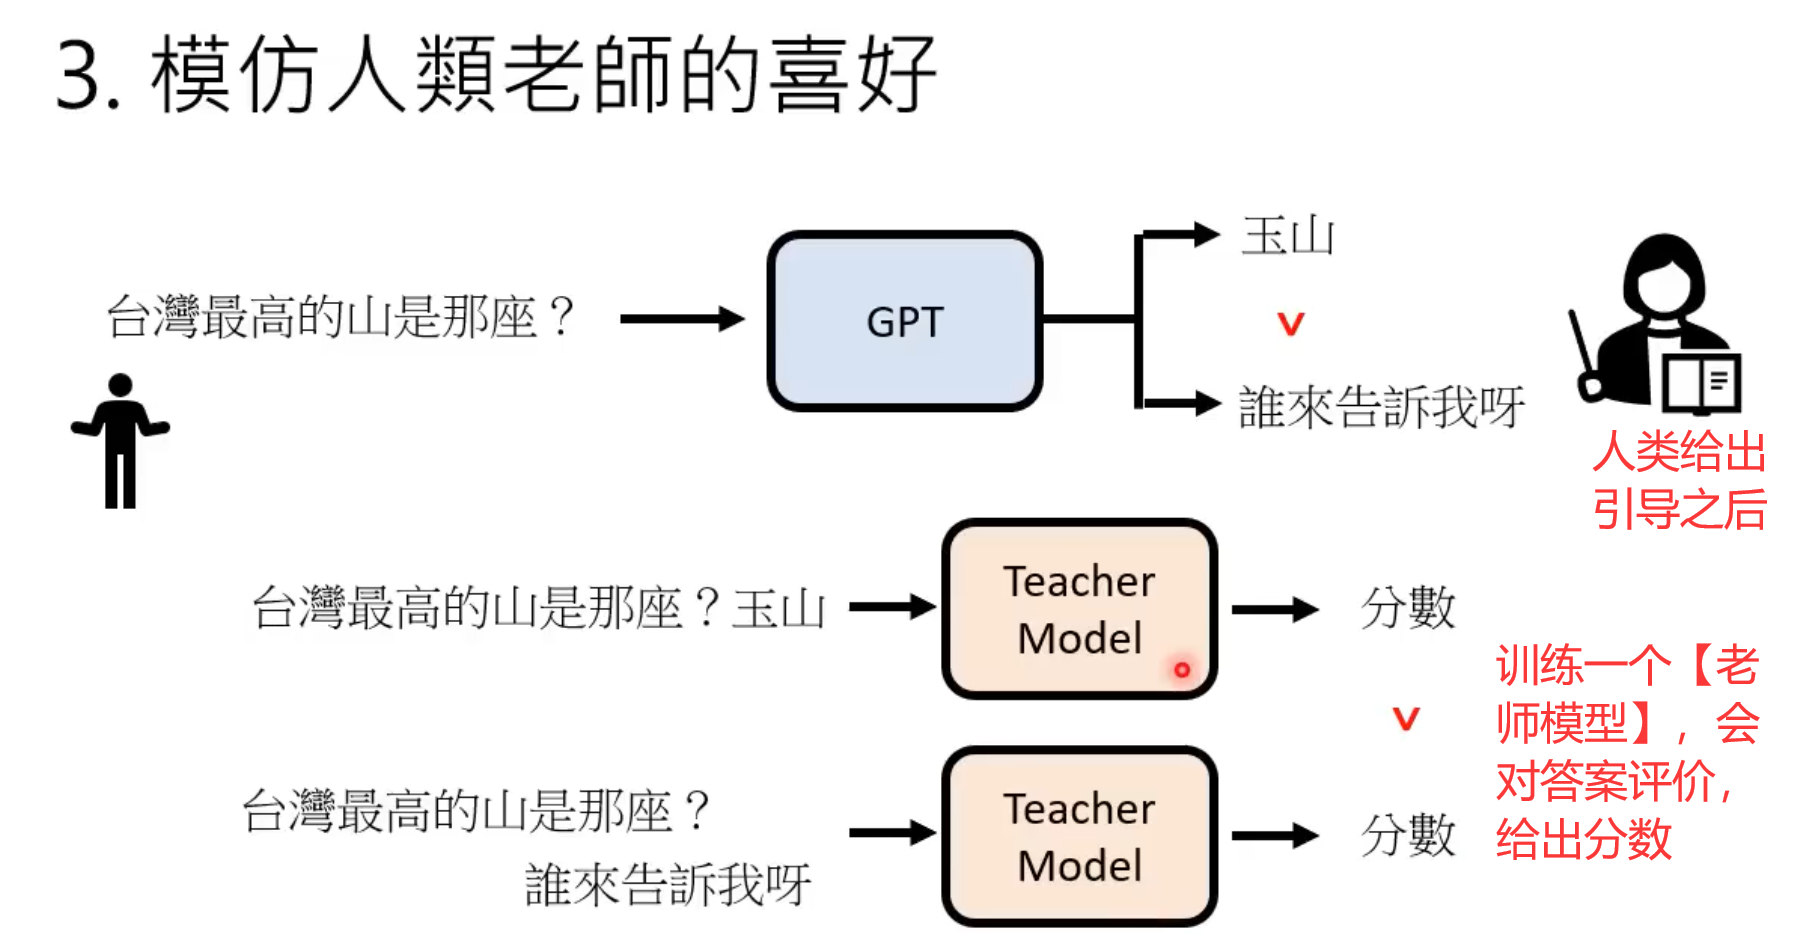 3. 模仿人類老師的喜好
玉山
台灣最高的山是那座？
GPT
v
誰來告訴我呀
人类给出
引导之后
台灣最高的山是那座？玉山
Teacher
Model
分數
训练一个【老
师模型】，会
对答案评价，
给出分数
v
台灣最高的山是那座？
誰來告訴我呀
Teacher
Model
分數